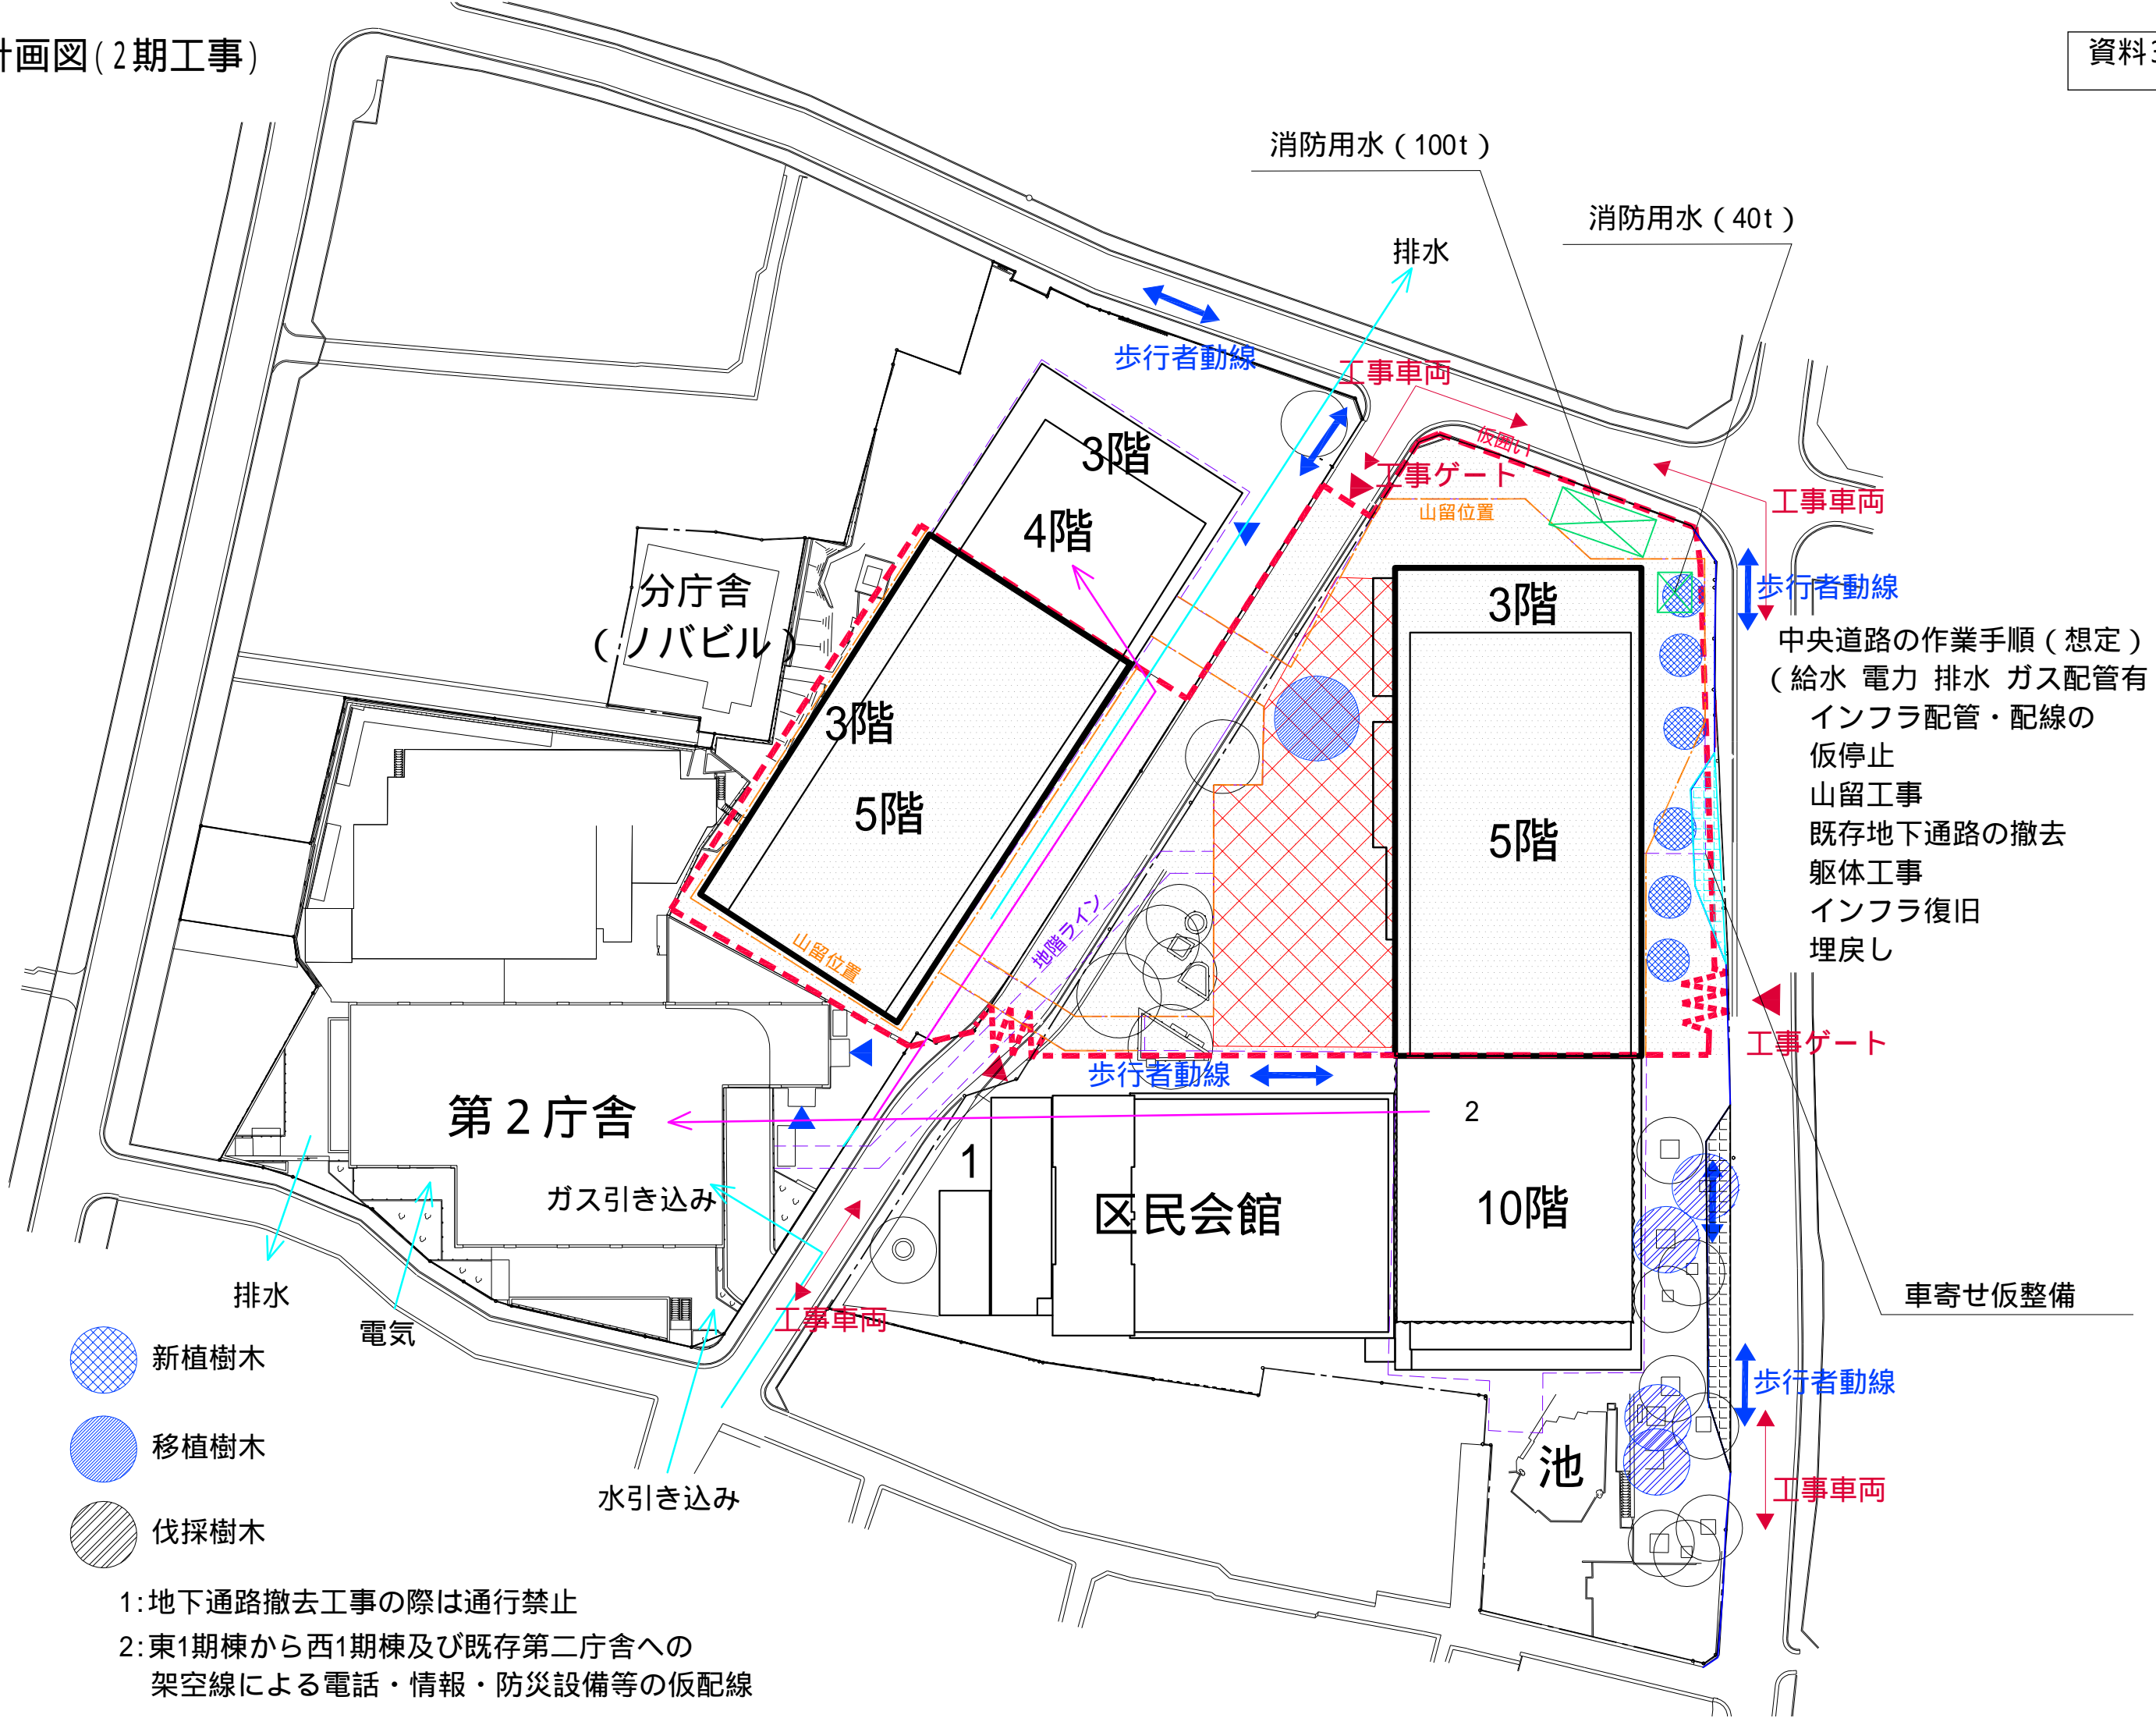 計画図(2期工事)
資料3
消防用水(100t)
消防用水(40t)
排水
歩行者動線
工事車両
仮囲い
工事ゲート
山留位置
工事車両
3階
4階
分庁舎
(ノバビル)
3階
5階
山留位置
地階ライン
3階
5階
歩行者動線
中央道路の作業手順(想定)
(給水 電力 排水 ガス配管有
インフラ配管・配線の
仮停止
山留工事
既存地下通路の撤去
躯体工事
インフラ復旧
埋戻し
工事ゲート
歩行者動線
第2庁舎
1
2
区民会館
10階
ガス引き込み
排水
電気
工事車両
水引き込み
車寄せ仮整備
歩行者動線
工事車両
池
新植樹木
移植樹木
伐採樹木
1:地下通路撤去工事の際は通行禁止
2:東1期棟から西1期棟及び既存第二庁舎への
架空線による電話・情報・防災設備等の仮配線